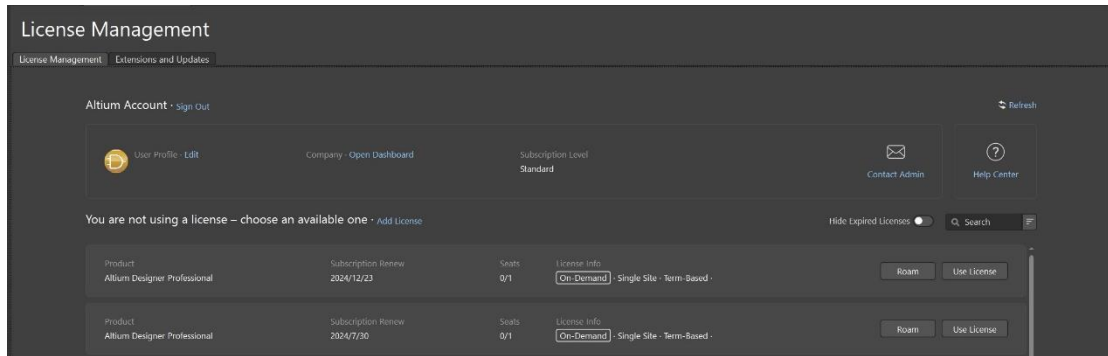 License Management
License Management Extensions and Updates
Altium Account · Sign Out Refresh
User Profile · Edit Company · Open Dashboard Subscription Level
Standard
Contact Admin Help Center
You are not using a license – choose an available one · Add License Hide Expired Licenses Search
Product Subscription Renew Seats License Info
Altium Designer Professional 2024/12/23 0/1 On-Demand · Single Site · Term-Based · Roam Use License
Product Subscription Renew Seats License Info
Altium Designer Professional 2024/7/30 0/1 On-Demand · Single Site · Term-Based · Roam Use License